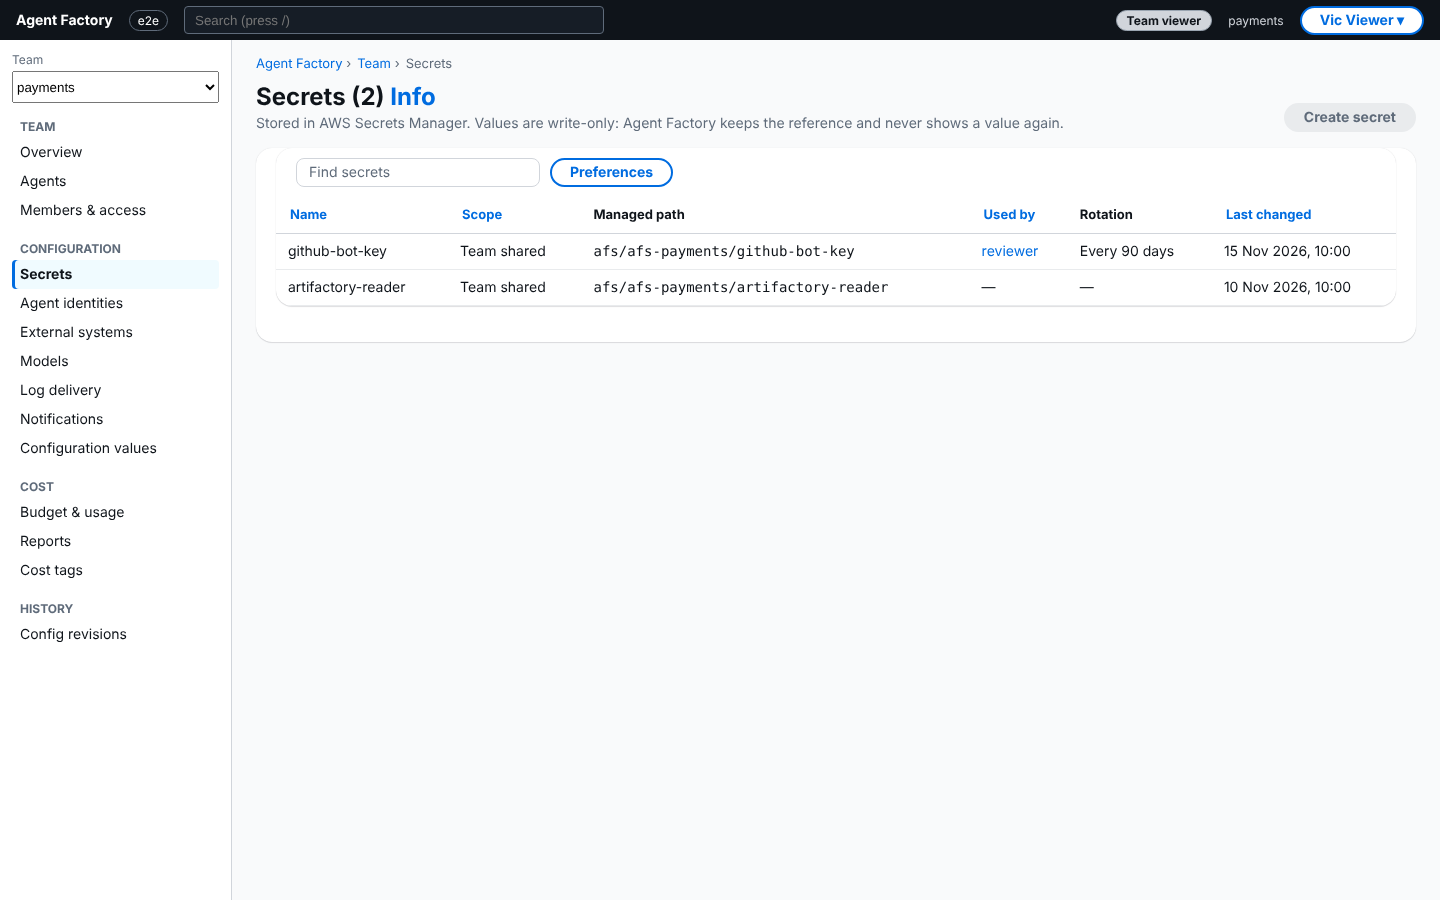 Agent Factory e2e Search (press /) Team viewer payments Vic Viewer ▾
Team
payments
TEAM
Overview
Agents
Members & access
CONFIGURATION
Secrets
Agent identities
External systems
Models
Log delivery
Notifications
Configuration values
COST
Budget & usage
Reports
Cost tags
HISTORY
Config revisions
Agent Factory › Team › Secrets
Secrets (2) Info
Stored in AWS Secrets Manager. Values are write-only: Agent Factory keeps the reference and never shows a value again.
Create secret
Find secrets Preferences
Name Scope Managed path Used by Rotation Last changed
github-bot-key Team shared afs/afs-payments/github-bot-key reviewer Every 90 days 15 Nov 2026, 10:00
artifactory-reader Team shared afs/afs-payments/artifactory-reader — — 10 Nov 2026, 10:00